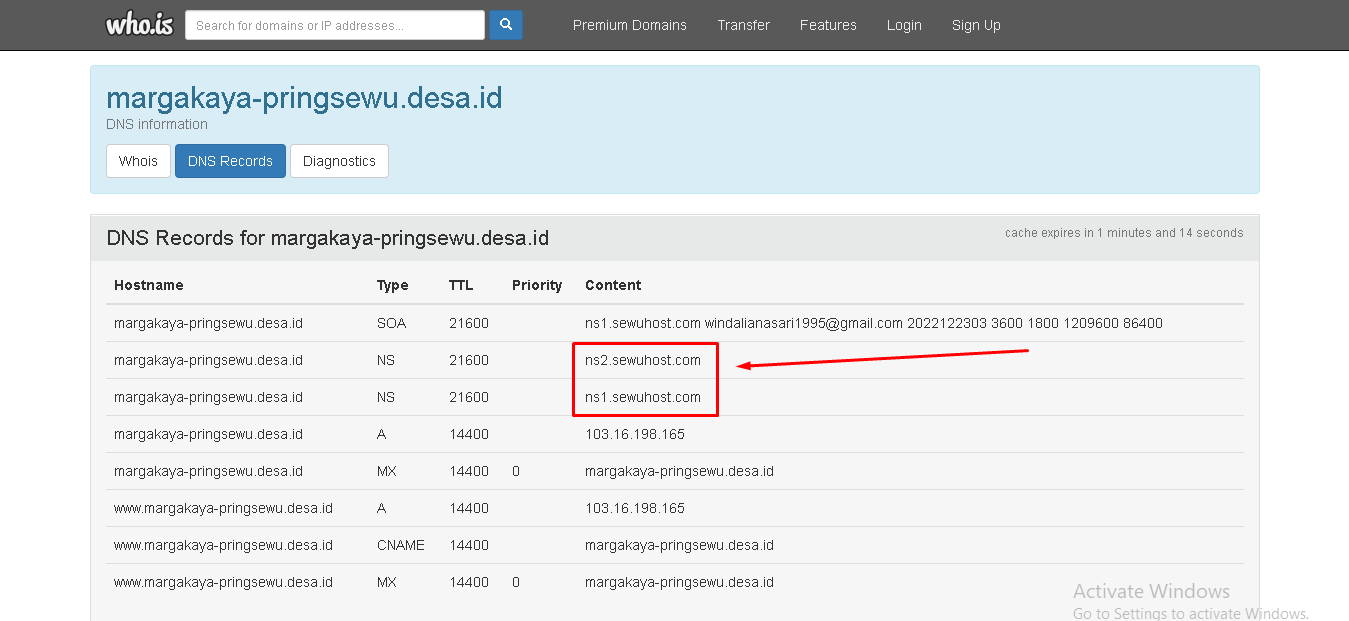 who.is Search for domains or IP addresses... Premium Domains Transfer Features Login Sign Up
margakaya-pringsewu.desa.id
DNS information
Whois DNS Records Diagnostics
DNS Records for margakaya-pringsewu.desa.id cache expires in 1 minutes and 14 seconds
Hostname Type TTL Priority Content
margakaya-pringsewu.desa.id SOA 21600 ns1.sewuhost.com windalianasari1995@gmail.com 2022122303 3600 1800 1209600 86400
margakaya-pringsewu.desa.id NS 21600 ns2.sewuhost.com
margakaya-pringsewu.desa.id NS 21600 ns1.sewuhost.com
margakaya-pringsewu.desa.id A 14400 103.16.198.165
margakaya-pringsewu.desa.id MX 14400 0 margakaya-pringsewu.desa.id
www.margakaya-pringsewu.desa.id A 14400 103.16.198.165
www.margakaya-pringsewu.desa.id CNAME 14400 margakaya-pringsewu.desa.id
www.margakaya-pringsewu.desa.id MX 14400 0 margakaya-pringsewu.desa.id
Activate Windows
Go to Settings to activate Windows.